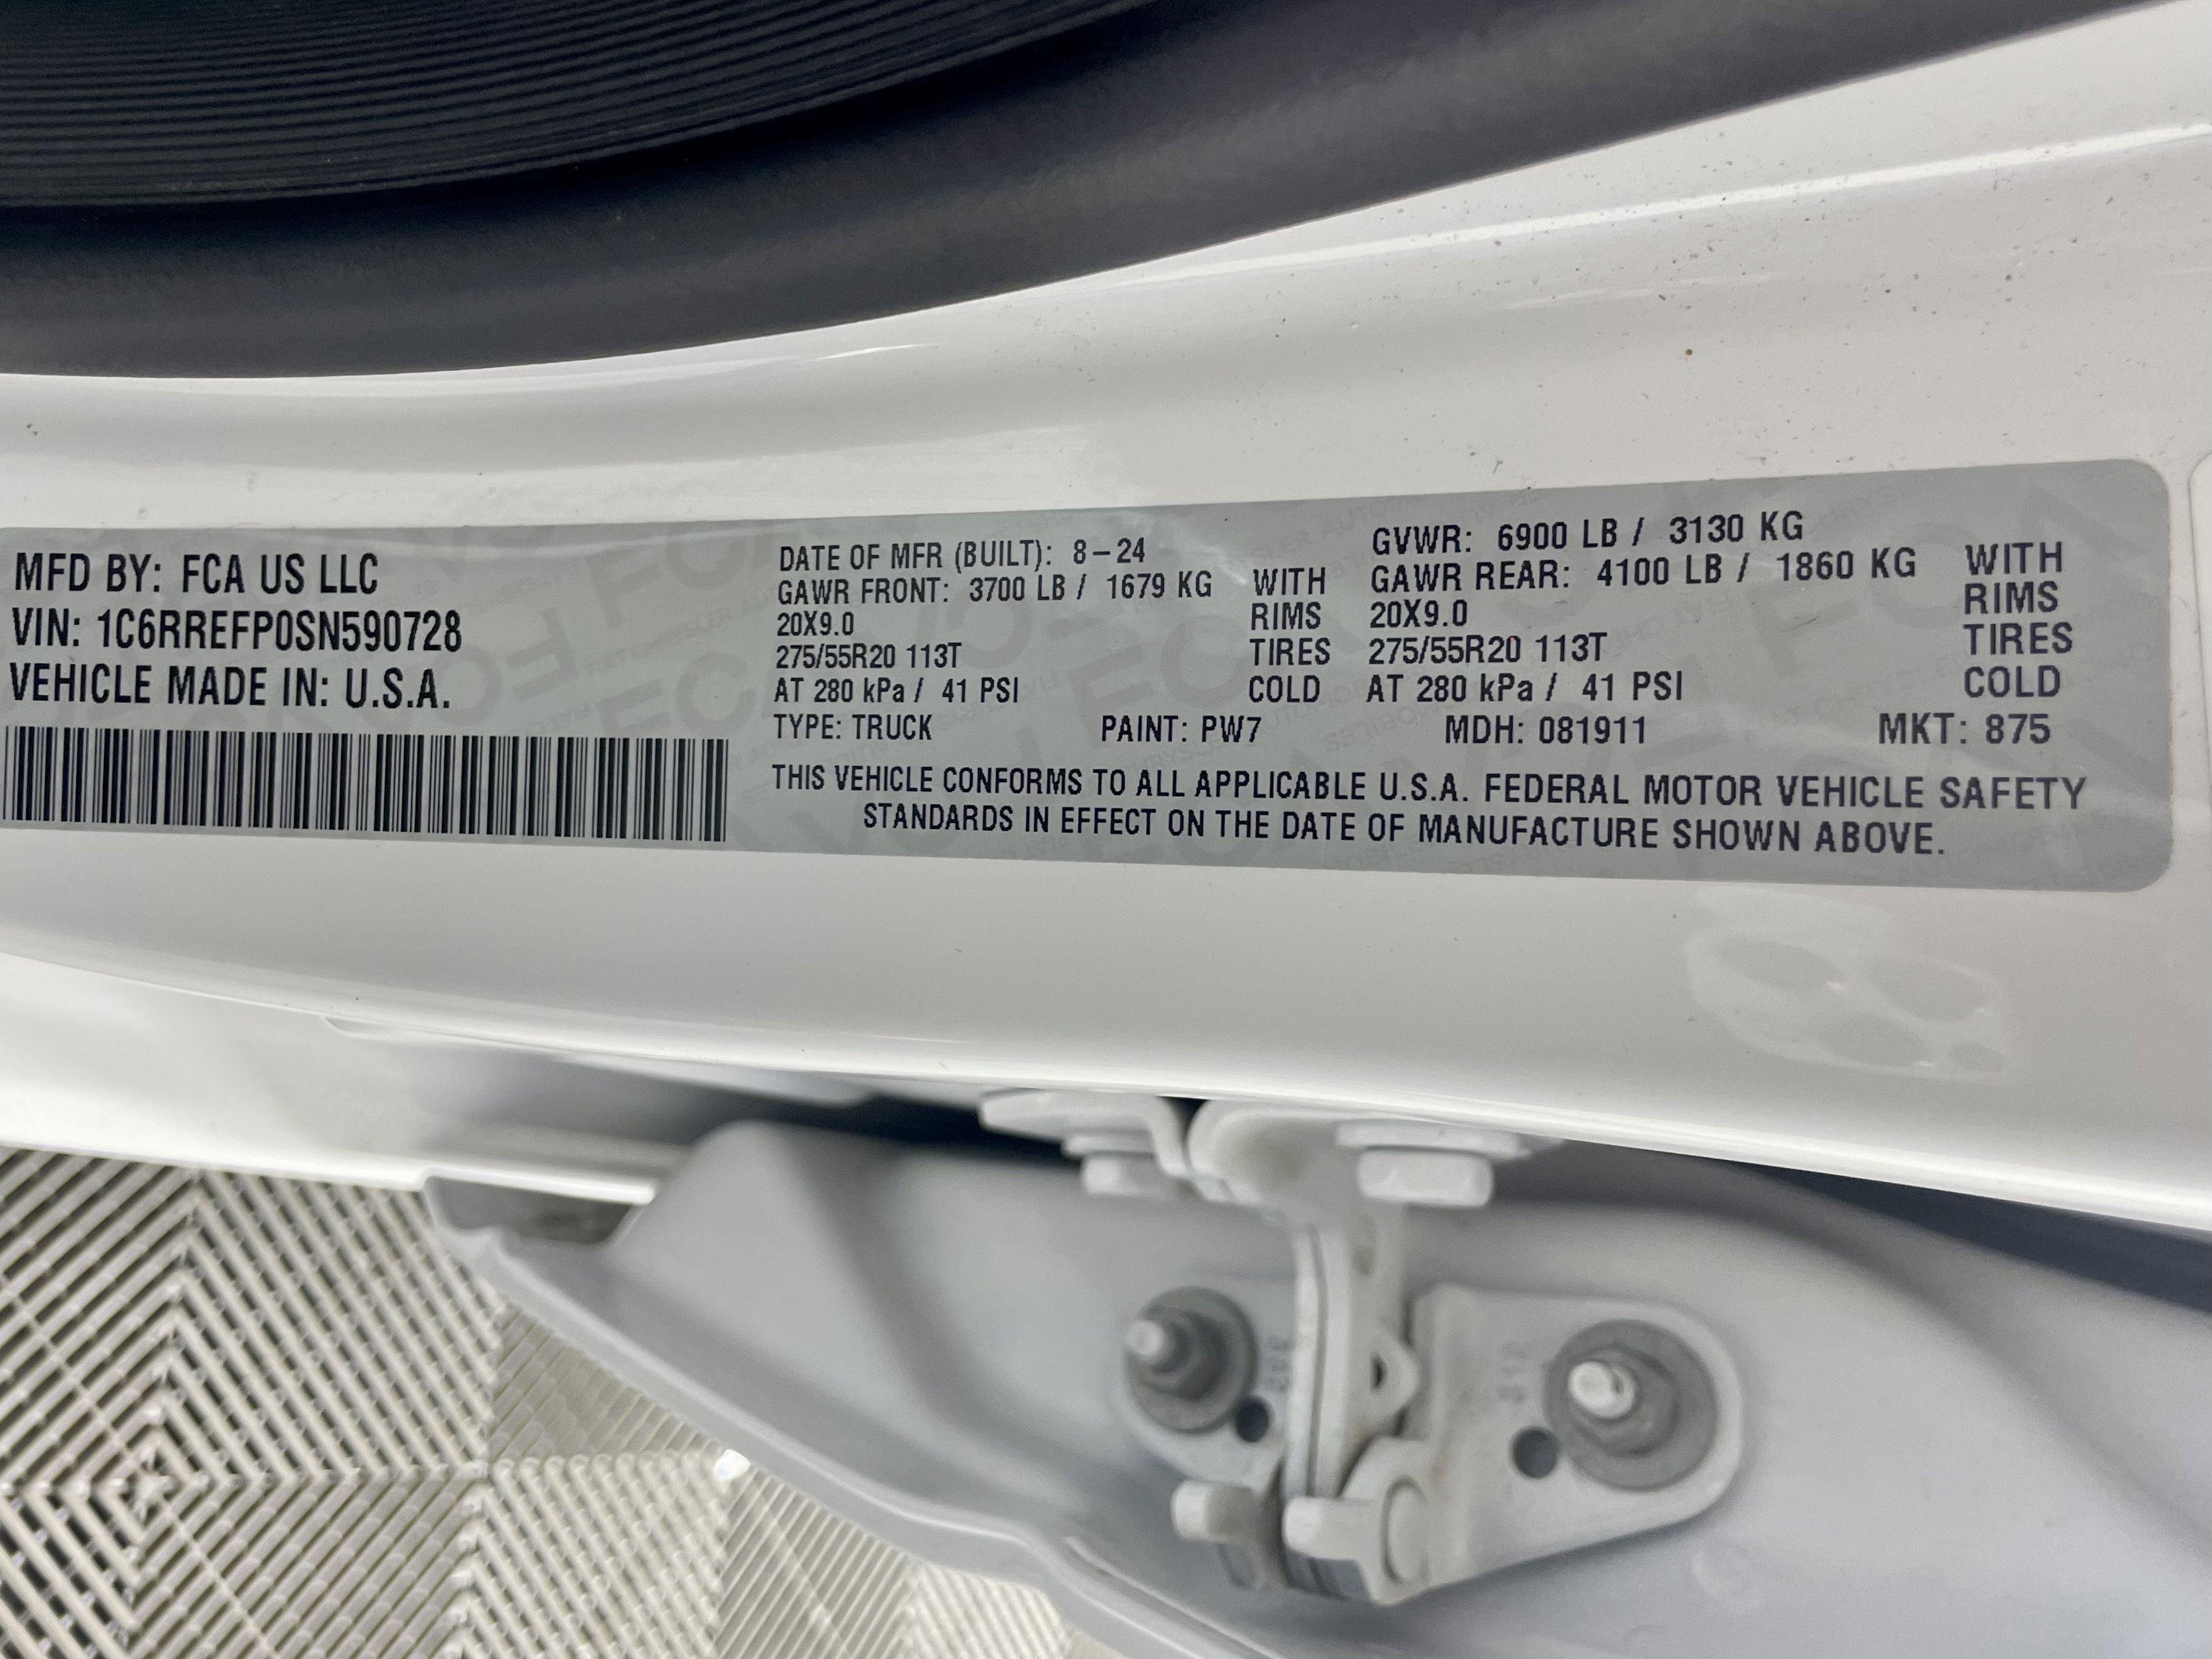 MFD BY: FCA US LLC
VIN: 1C6RREFP0SN590728
VEHICLE MADE IN: U.S.A.
DATE OF MFR (BUILT): 8-24
GAWR FRONT: 3700 LB / 1679 KG WITH
20X9.0 RIMS
275/55R20 113T TIRES
AT 280 kPa / 41 PSI COLD
GVWR: 6900 LB / 3130 KG
GAWR REAR: 4100 LB / 1860 KG WITH
20X9.0 RIMS
275/55R20 113T TIRES
AT 280 kPa / 41 PSI COLD
TYPE: TRUCK PAINT: PW7 MDH: 081911 MKT: 875
THIS VEHICLE CONFORMS TO ALL APPLICABLE U.S.A. FEDERAL MOTOR VEHICLE SAFETY
STANDARDS IN EFFECT ON THE DATE OF MANUFACTURE SHOWN ABOVE.